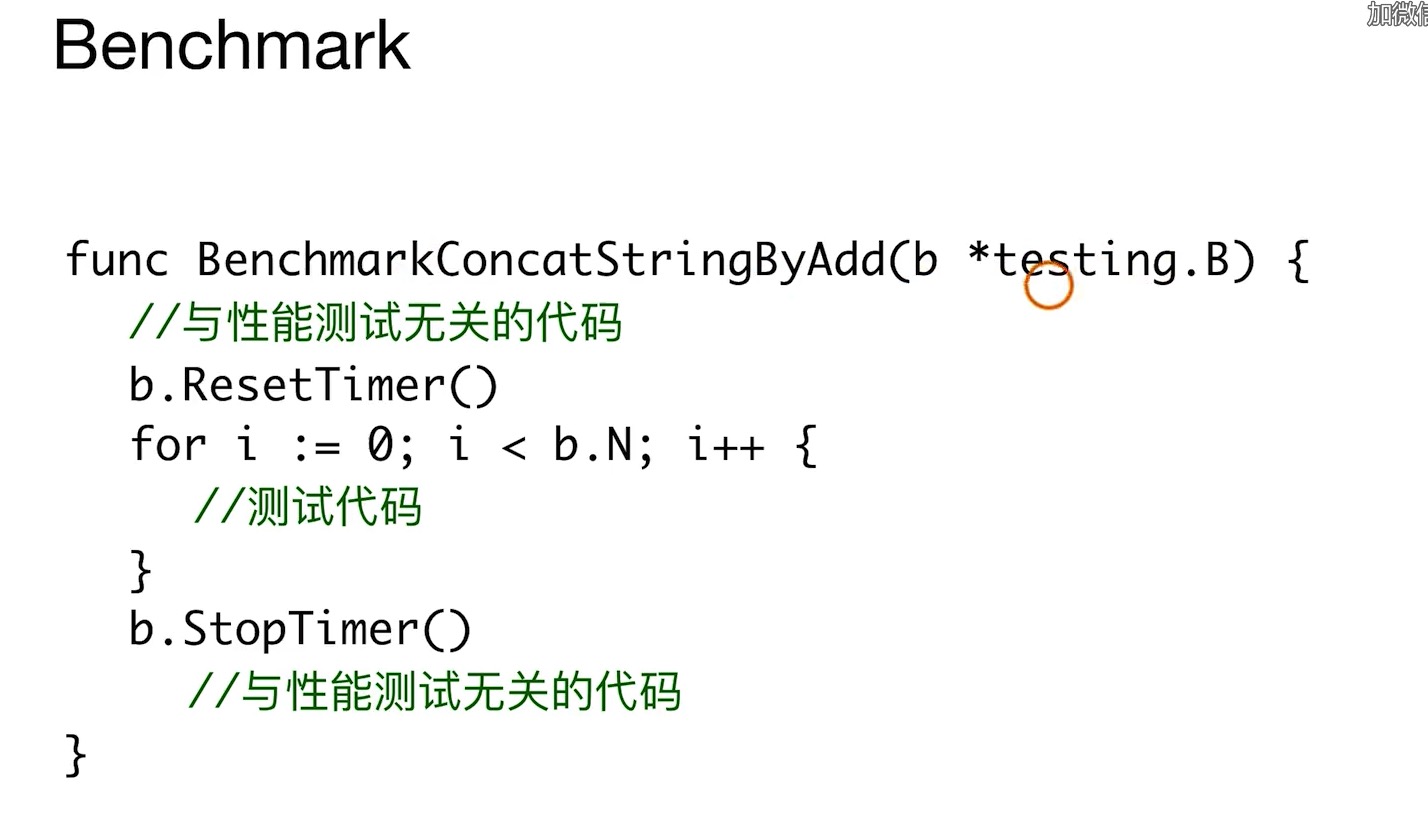 Benchmark
加微信
func BenchmarkConcatStringByAdd(b *testing.B) {
//与性能测试无关的代码
b.ResetTimer()
for i := 0; i < b.N; i++ {
//测试代码
}
b.StopTimer()
//与性能测试无关的代码
}